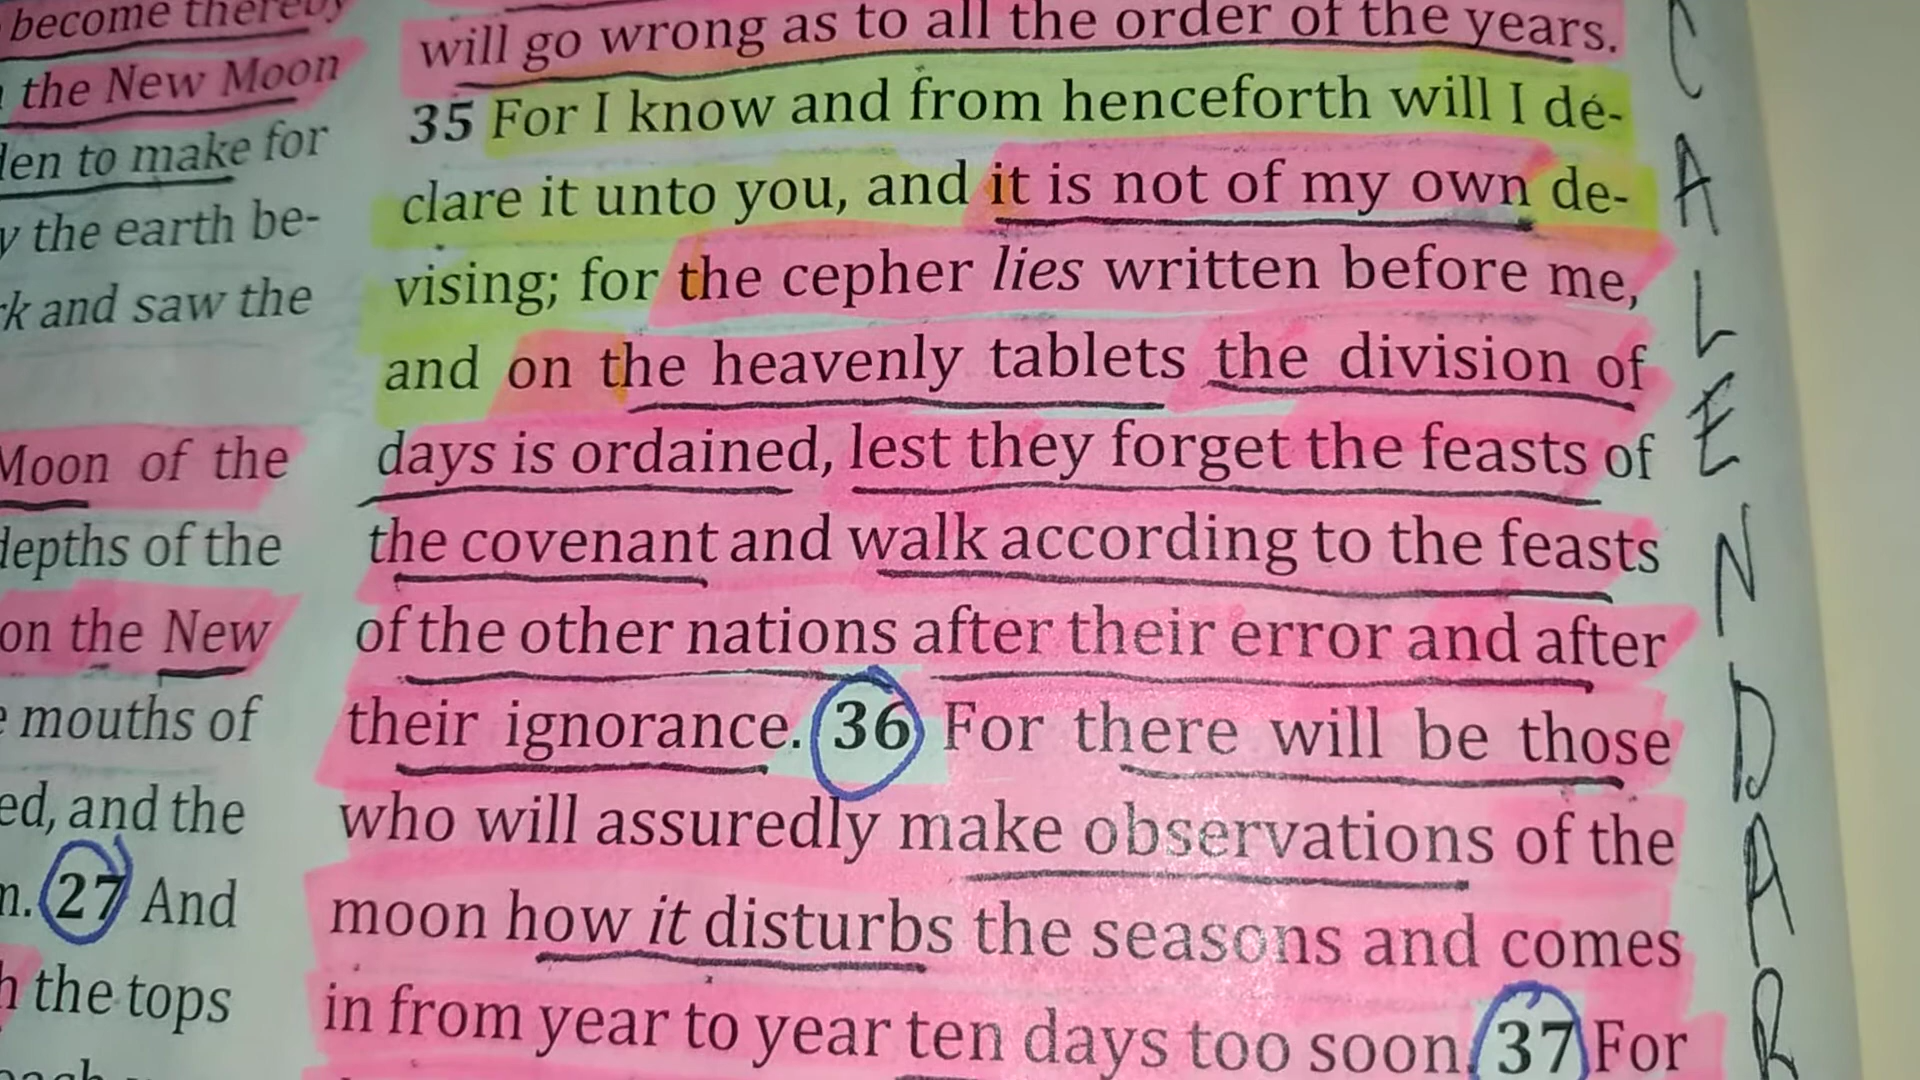 become thereby
the New Moon
den to make for
y the earth be-
rk and saw the
Moon of the
depths of the
on the New
mouths of
ed, and the
n. 27 And
h the tops
will go wrong as to all the order of the years.
35 For I know and from henceforth will I de-
clare it unto you, and it is not of my own de-
vising; for the cepher lies written before me,
and on the heavenly tablets the division of
days is ordained, lest they forget the feasts of
the covenant and walk according to the feasts
of the other nations after their error and after
their ignorance. 36 For there will be those
who will assuredly make observations of the
moon how it disturbs the seasons and comes
in from year to year ten days too soon. 37 For
CALENDAR